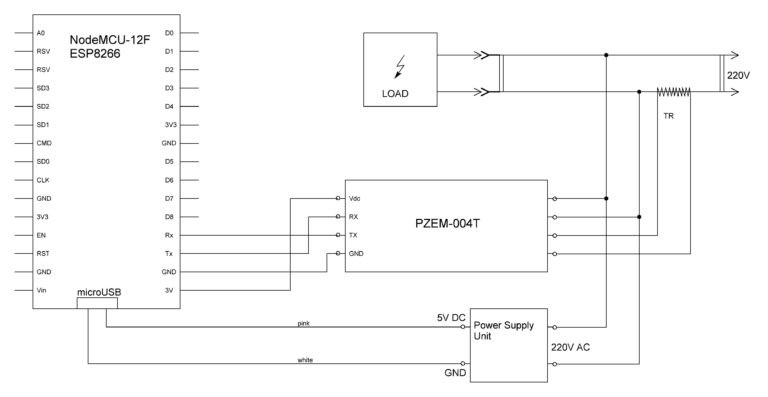 NodeMCU-12F
ESP8266
A0
RSV
RSV
SD3
SD2
SD1
CMD
SD0
CLK
GND
3V3
EN
RST
GND
Vin
D0
D1
D2
D3
D4
3V3
GND
D5
D6
D7
D8
Rx
Tx
GND
3V
microUSB
LOAD
220V
TR
Vdc
RX
TX
GND
PZEM-004T
pink
white
5V DC
GND
Power Supply
Unit
220V AC